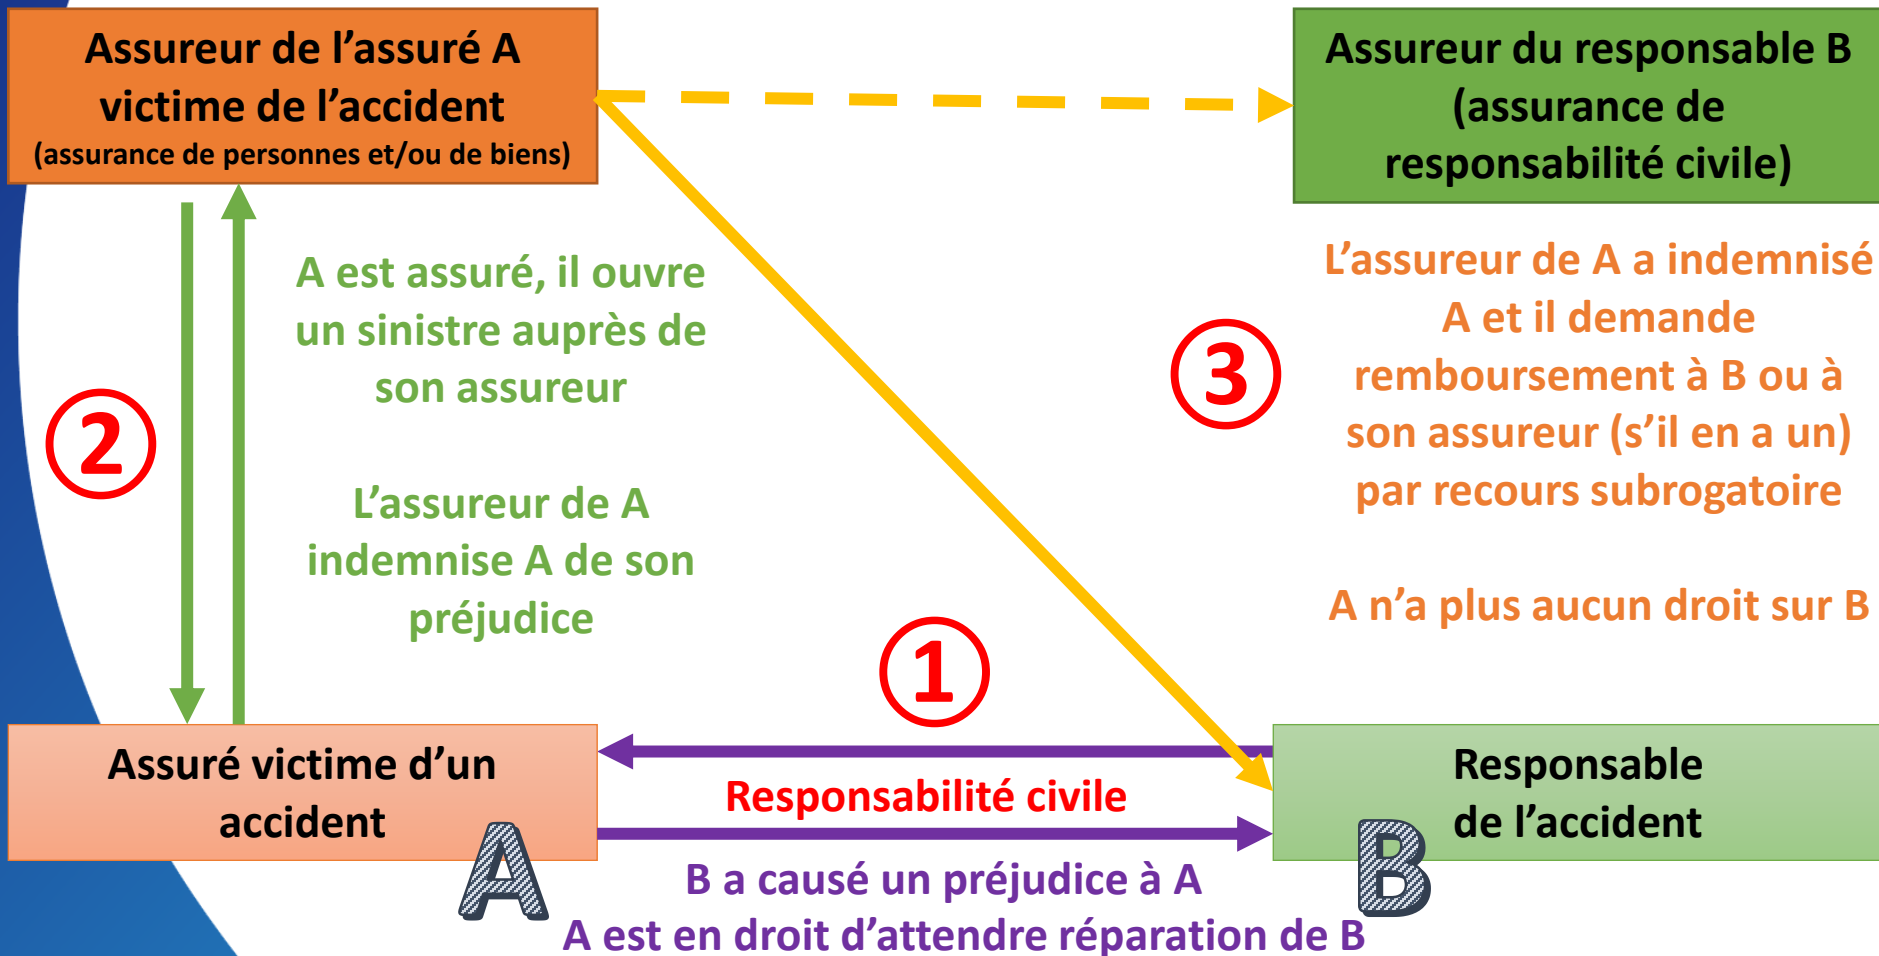 Assureur de l’assuré A
victime de l’accident
(assurance de personnes et/ou de biens)
Assureur du responsable B
(assurance de
responsabilité civile)
A est assuré, il ouvre
un sinistre auprès de
son assureur
2
L’assureur de A
indemnise A de son
préjudice
3
L’assureur de A a indemnisé
A et il demande
remboursement à B ou à
son assureur (s’il en a un)
par recours subrogatoire
A n’a plus aucun droit sur B
1
Assuré victime d’un
accident
A
Responsabilité civile
Responsable
de l’accident
B
B a causé un préjudice à A
A est en droit d’attendre réparation de B